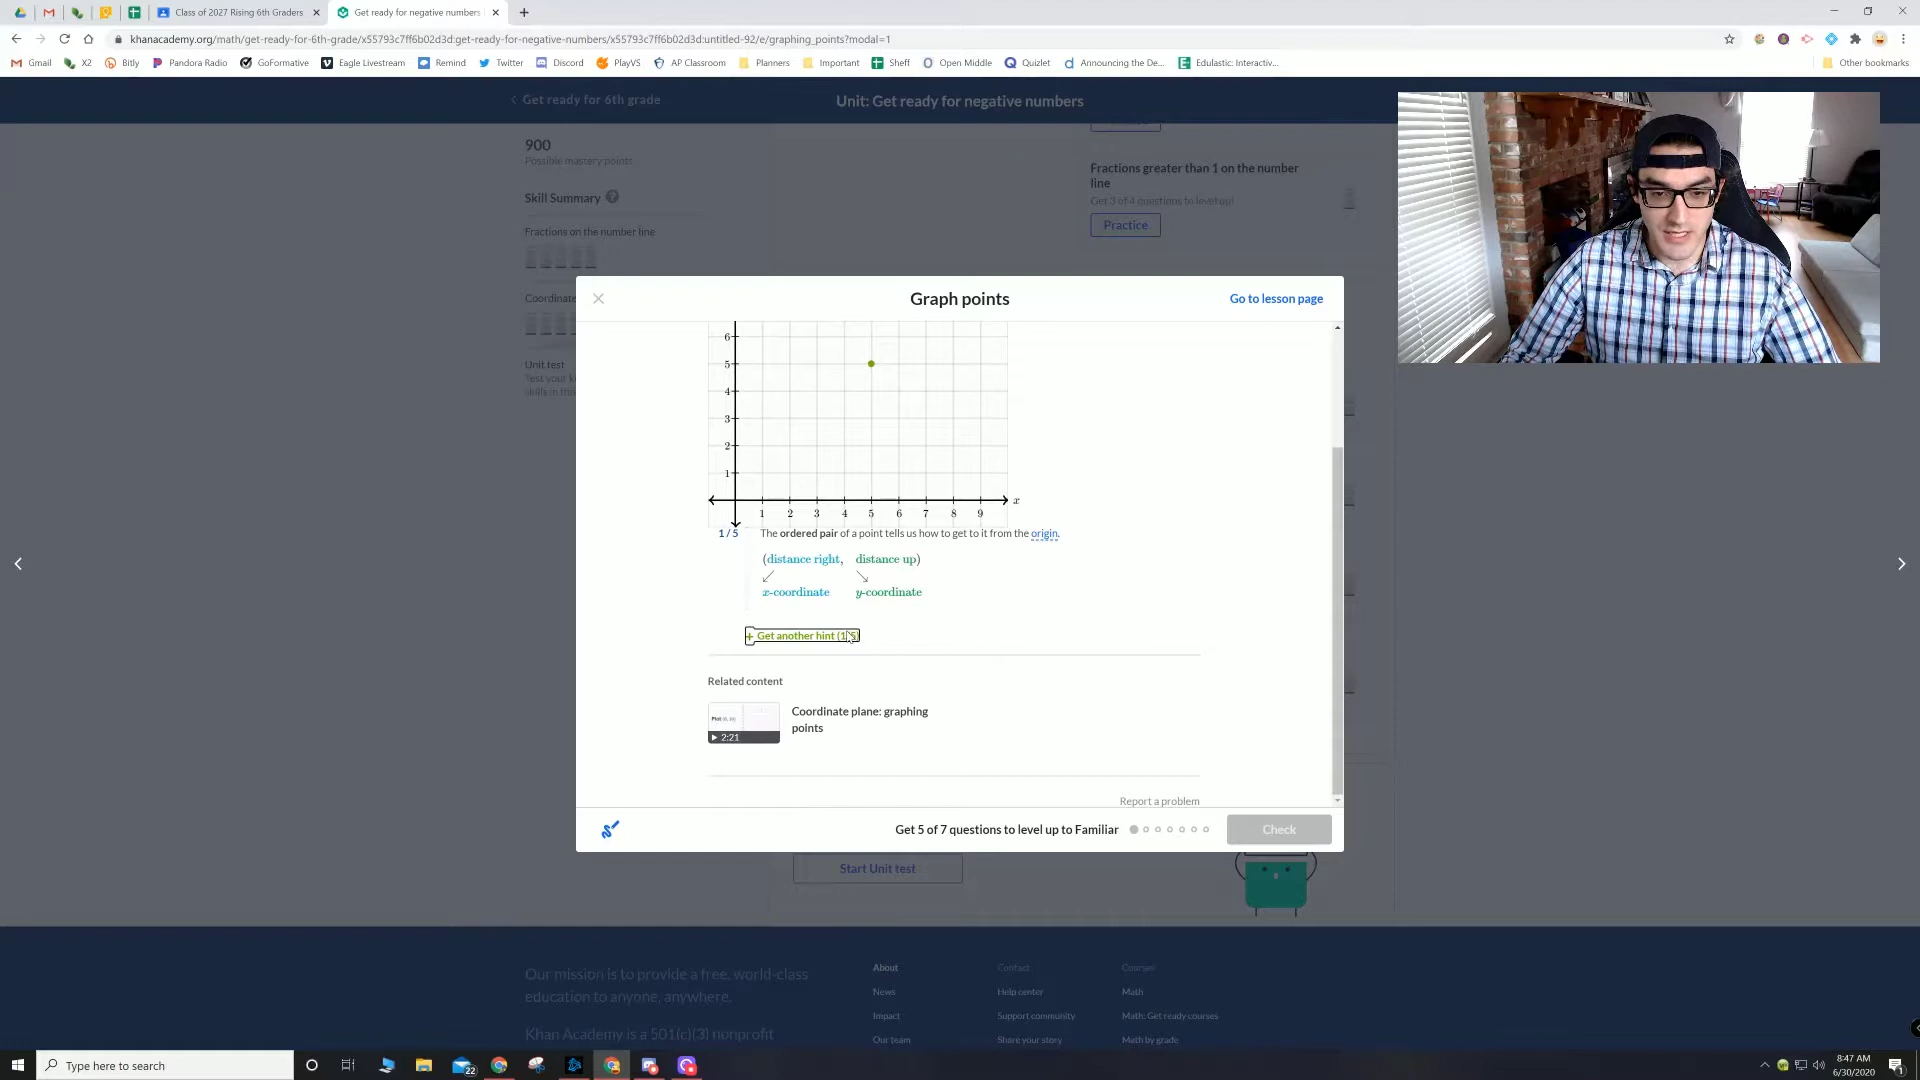 Class of 2027 Rising 6th Graders
Get ready for negative numbers
khanacademy.org/math/get-ready-for-6th-grade/x55793c7ff6b02d3d:get-ready-for-negative-numbers/x55793c7ff6b02d3d:untitled-92/e/graphing_points?modal=1
Gmail X2 Bitly Pandora Radio GoFormative Eagle Livestream Remind Twitter Discord PlayVS AP Classroom Planners Important Sheff Open Middle Quizlet Announcing the De... Edulastic: Interactiv... Other bookmarks
Get ready for 6th grade
Unit: Get ready for negative numbers
900
Possible mastery points
Skill Summary
Fractions on the number line
Coordinate
Unit test
Test your k
skills in this
Fractions greater than 1 on the number
line
Get 3 of 4 questions to level up!
Practice
Graph points
Go to lesson page
6
5
4
3
2
1
x
1 2 3 4 5 6 7 8 9
1 / 5 The ordered pair of a point tells us how to get to it from the origin.
(distance right, distance up)
x-coordinate y-coordinate
Get another hint (1/5)
Related content
2:21
Coordinate plane: graphing
points
Report a problem
Get 5 of 7 questions to level up to Familiar
Check
Start Unit test
Our mission is to provide a free, world-class
education to anyone, anywhere.
Khan Academy is a 501(c)(3) nonprofit
About
News
Impact
Our team
Contact
Help center
Support community
Share your story
Courses
Math
Math: Get ready courses
Math by grade
Type here to search
22
8:47 AM
6/30/2020
1